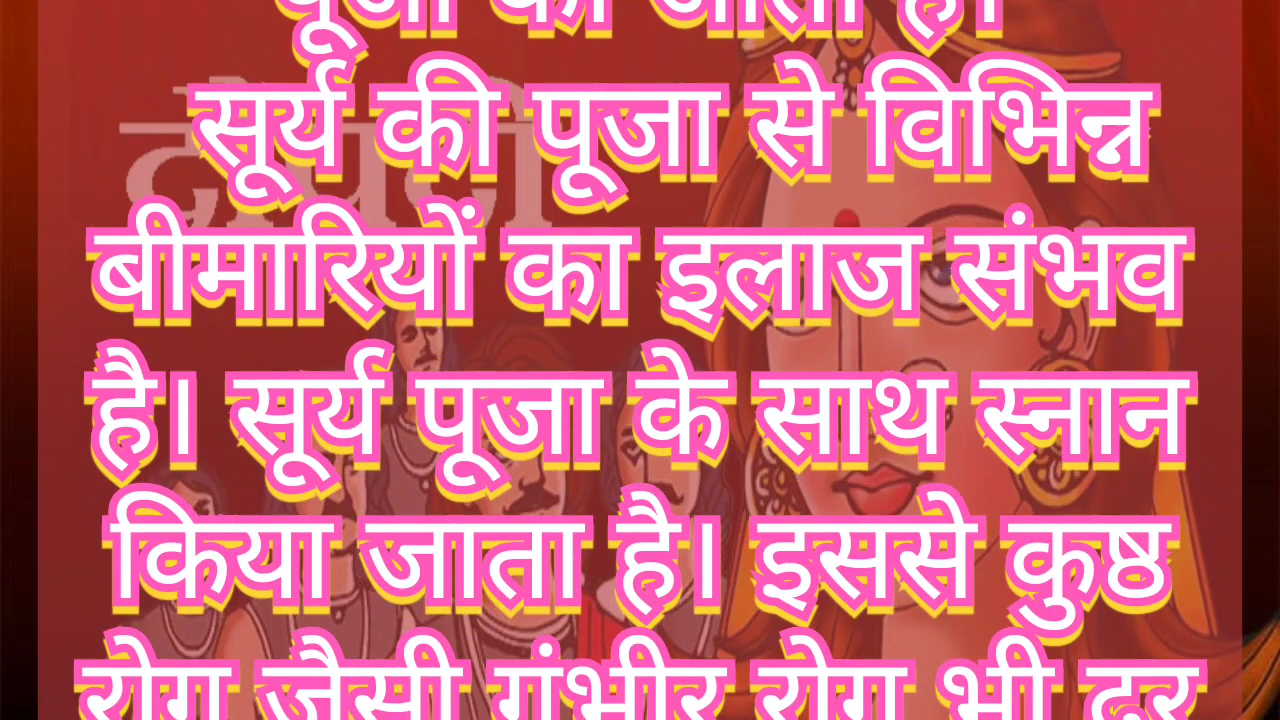 पूजा की जाती है।
सूर्य की पूजा से विभिन्न
बीमारियों का इलाज संभव
है। सूर्य पूजा के साथ स्नान
किया जाता है। इससे कुष्ठ
रोग जैसी गंभीर रोग भी दूर